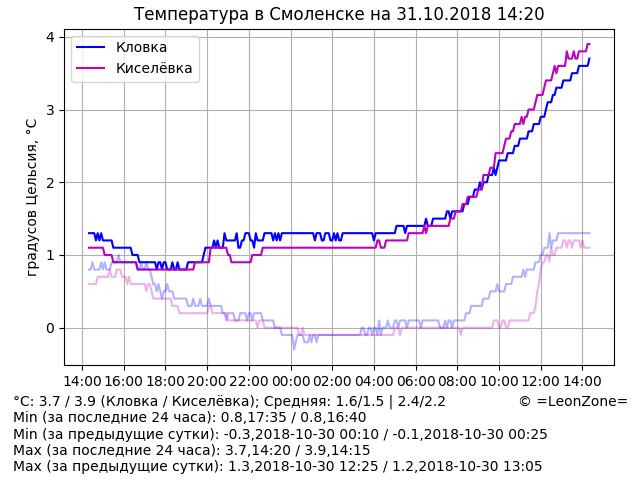 Температура в Смоленске на 31.10.2018 14:20
Кловка
Киселёвка
градусов Цельсия, °C
4
3
2
1
0
14:00 16:00 18:00 20:00 22:00 00:00 02:00 04:00 06:00 08:00 10:00 12:00 14:00
°C: 3.7 / 3.9 (Кловка / Киселёвка); Средняя: 1.6/1.5 | 2.4/2.2 © =LeonZone=
Min (за последние 24 часа): 0.8,17:35 / 0.8,16:40
Min (за предыдущие сутки): -0.3,2018-10-30 00:10 / -0.1,2018-10-30 00:25
Max (за последние 24 часа): 3.7,14:20 / 3.9,14:15
Max (за предыдущие сутки): 1.3,2018-10-30 12:25 / 1.2,2018-10-30 13:05